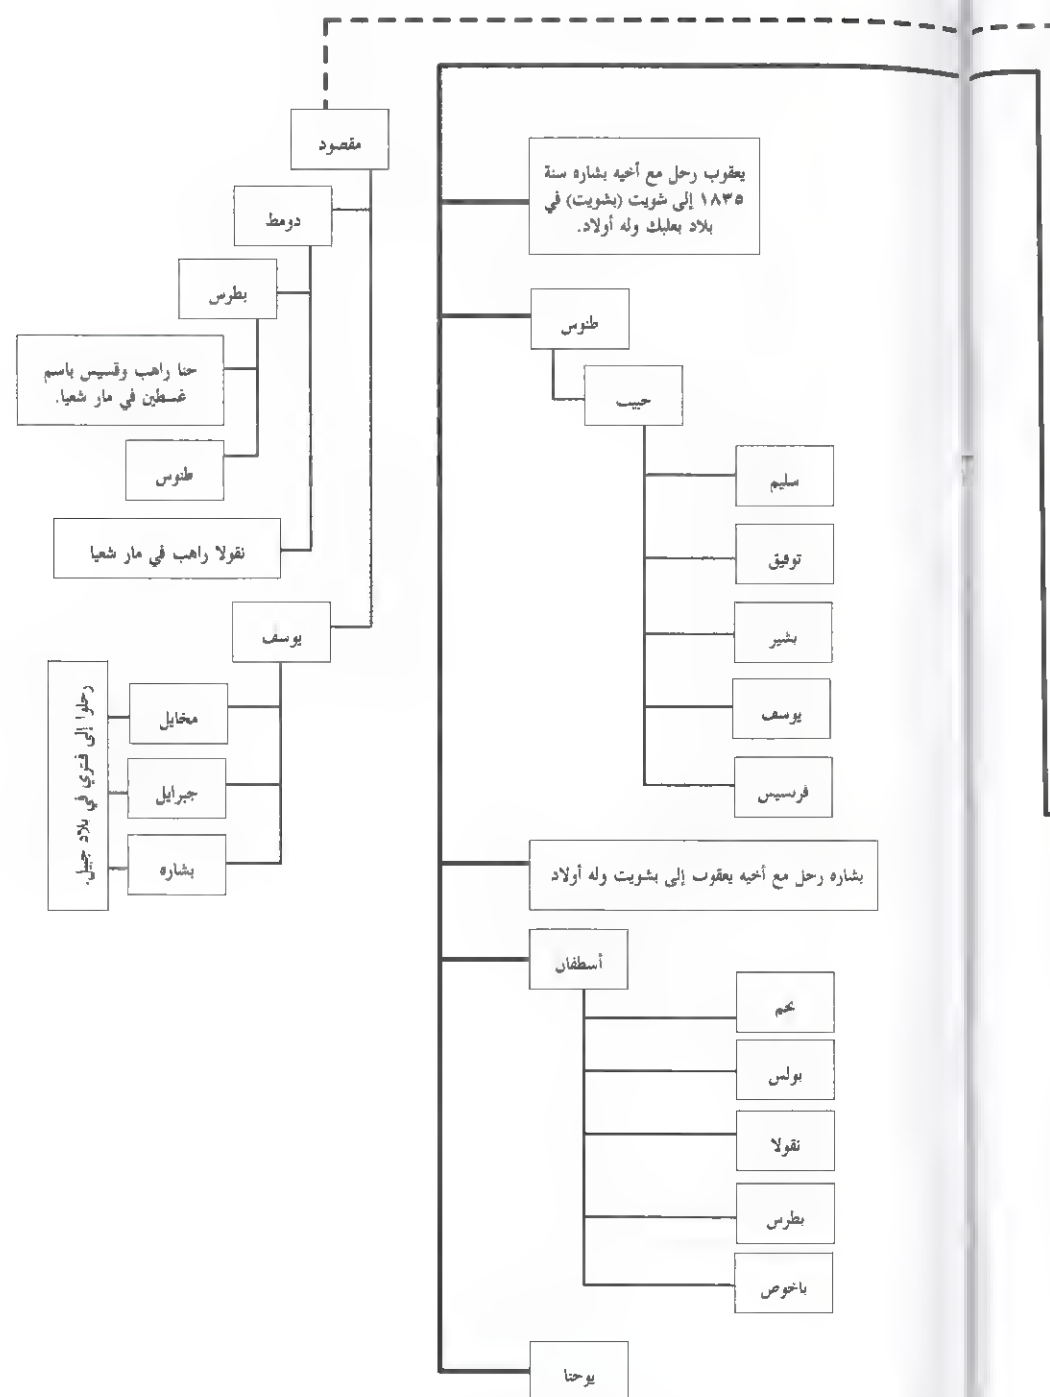 يعقوب رحل مع أخيه بشاره سنة
١٨٣٥ إلى شويت (بشويت) في
بلاد بعلبك وله أولاد.
طنوس
حبيب
سليم
توفيق
بشير
يوسف
فرنسيس
بشاره رحل مع أخيه يعقوب إلى بشويت وله أولاد
أسطفان
بولس
نقولا
بطرس
باخوص
يوحنا
مقصود
دومط
بطرس
حنا راهب وقسيس باسم
غسطين في مار شعيا.
طنوس
نقولا راهب في مار شعيا
يوسف
مخايل
جبرايل
بشاره
رحلوا إلى فتري في بلاد جبيل.